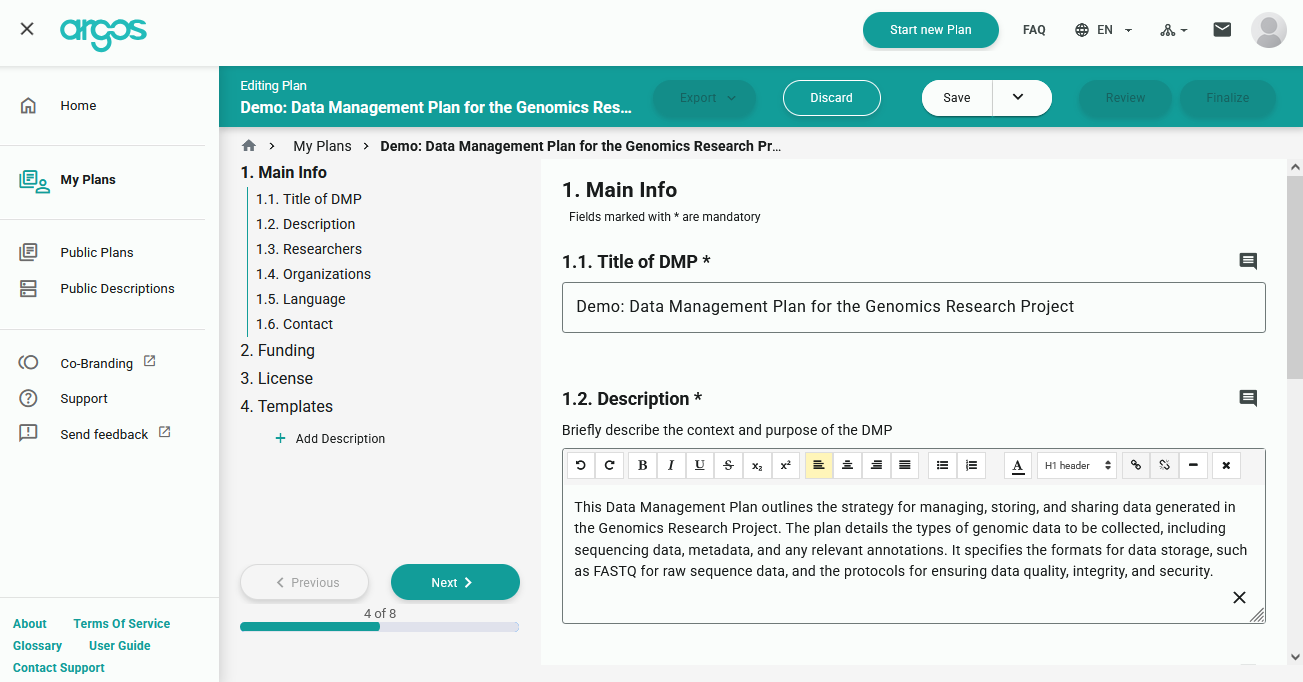 argos
Start new Plan
FAQ
EN
Home
My Plans
Public Plans
Public Descriptions
Co-Branding
Support
Send feedback
About Terms Of Service
Glossary User Guide
Contact Support
Editing Plan
Demo: Data Management Plan for the Genomics Res...
Export
Discard
Save
Review
Finalize
My Plans
Demo: Data Management Plan for the Genomics Research Pr...
1. Main Info
1.1. Title of DMP
1.2. Description
1.3. Researchers
1.4. Organizations
1.5. Language
1.6. Contact
2. Funding
3. License
4. Templates
+ Add Description
Previous
Next
4 of 8
1. Main Info
Fields marked with * are mandatory
1.1. Title of DMP *
Demo: Data Management Plan for the Genomics Research Project
1.2. Description *
Briefly describe the context and purpose of the DMP
B I U S x₂ x² A H1 header
This Data Management Plan outlines the strategy for managing, storing, and sharing data generated in
the Genomics Research Project. The plan details the types of genomic data to be collected, including
sequencing data, metadata, and any relevant annotations. It specifies the formats for data storage, such
as FASTQ for raw sequence data, and the protocols for ensuring data quality, integrity, and security.